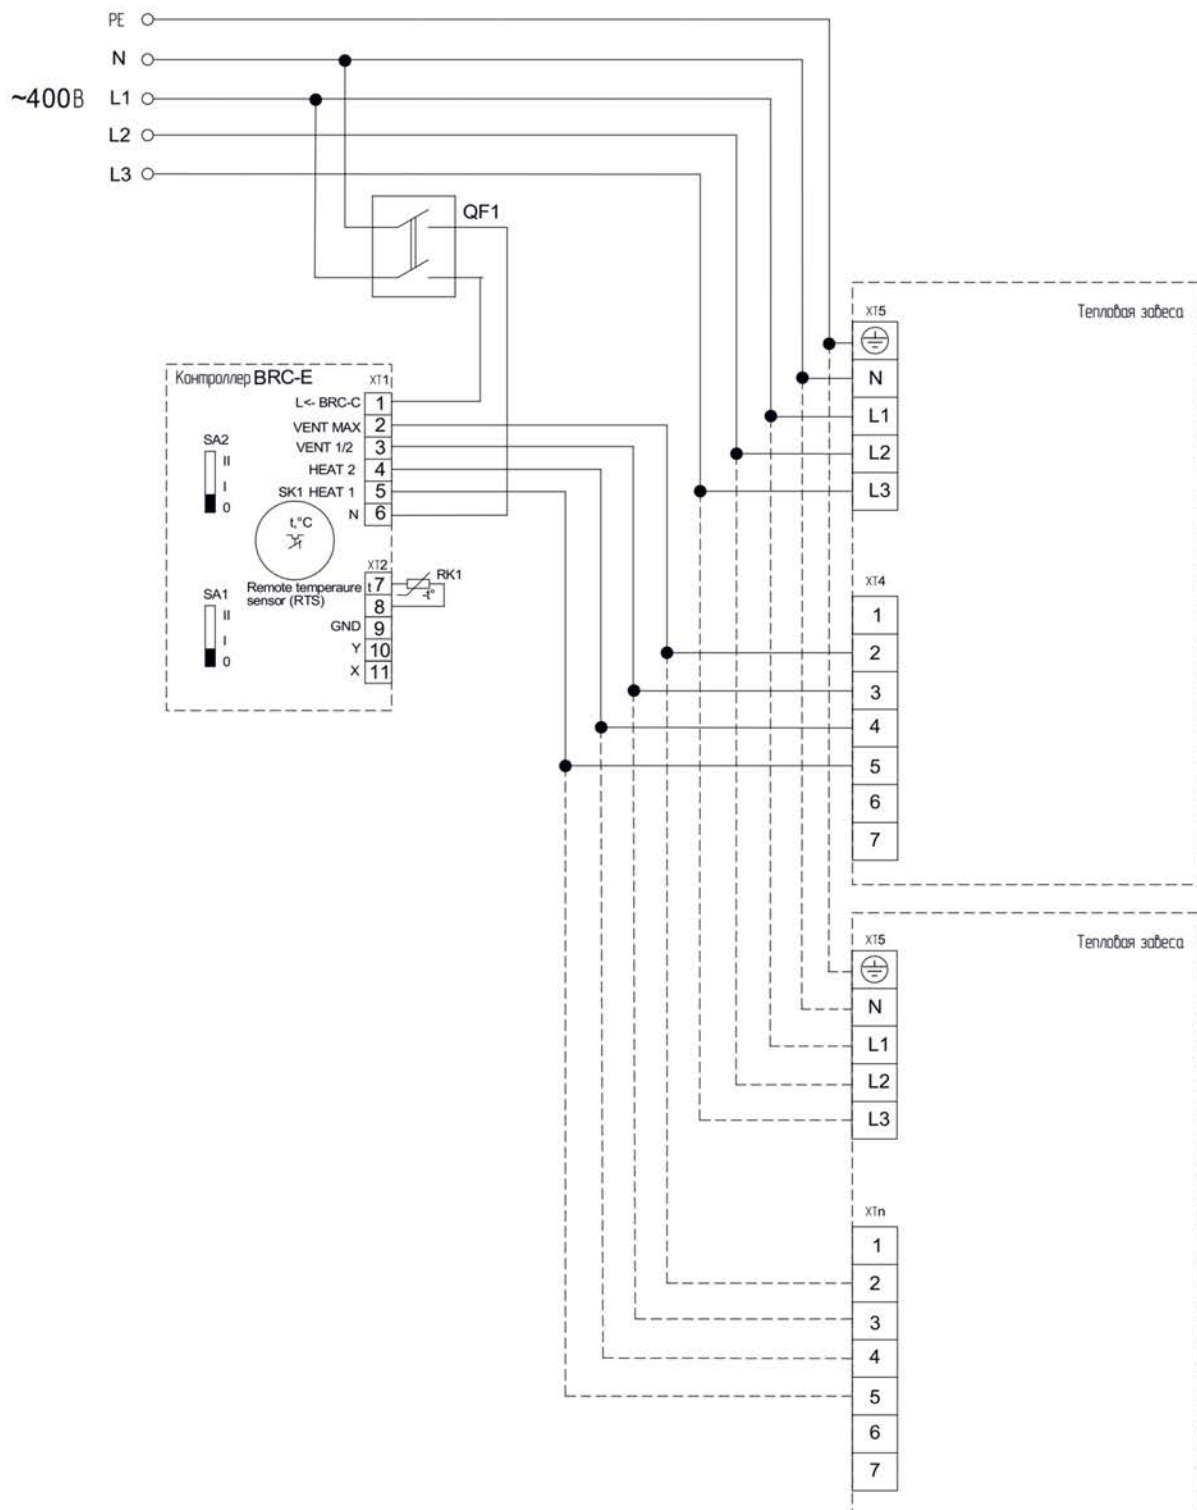 PE
N
~400В
L1
L2
L3
QF1
Контроллер BRC-E
XT1
L<- BRC-C 1
VENT MAX 2
VENT 1/2 3
HEAT 2 4
SK1 HEAT 1 5
N 6
SA2
II
I
0
t,°C
XT2
Remote temperaure
sensor (RTS)
t 7
8
RK1
-t°
GND 9
Y 10
X 11
SA1
II
I
0
XT5
Тепловая завеса
N
L1
L2
L3
XT4
1
2
3
4
5
6
7
XT5
Тепловая завеса
N
L1
L2
L3
XTn
1
2
3
4
5
6
7